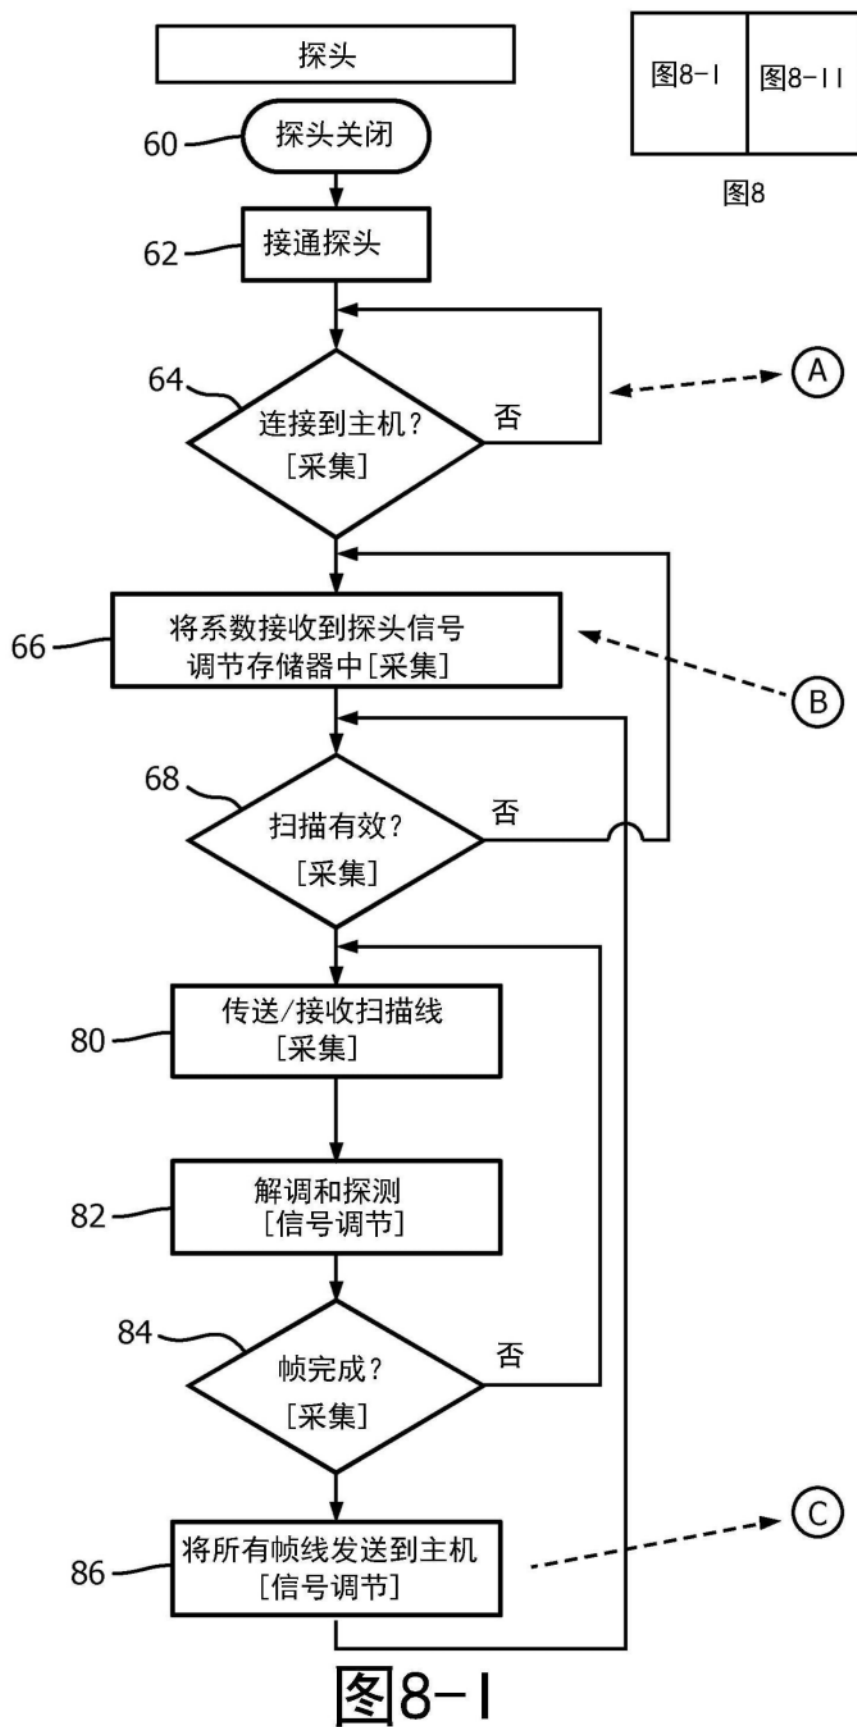 探头
图8-I
图8-II
图8
60
探头关闭
62
接通探头
64
连接到主机?
[采集]
否
A
66
将系数接收到探头信号
调节存储器中[采集]
B
68
扫描有效?
[采集]
否
80
传送/接收扫描线
[采集]
82
解调和探测
[信号调节]
84
帧完成?
[采集]
否
86
将所有帧线发送到主机
[信号调节]
C
图8-I